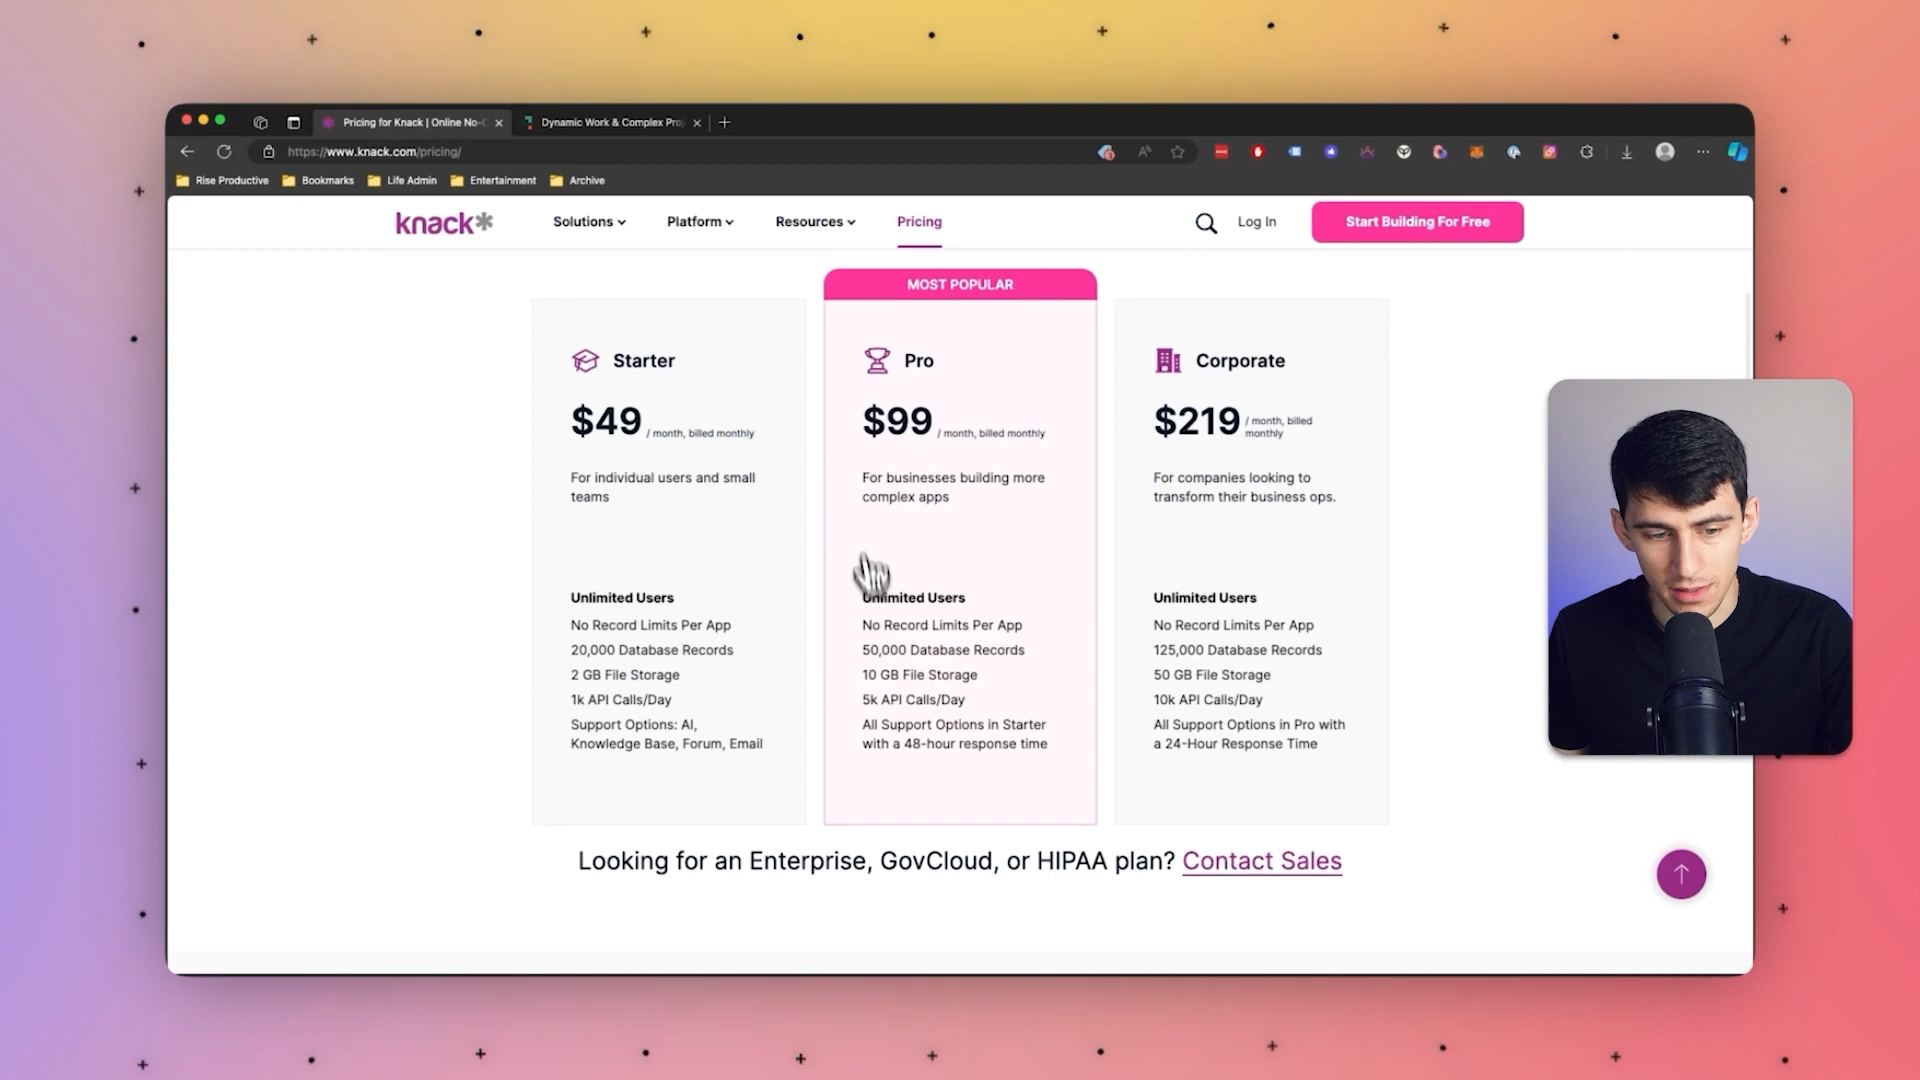 Pricing for Knack | Online No-C
Dynamic Work & Complex Proj
https://www.knack.com/pricing/
Rise Productive
Bookmarks
Life Admin
Entertainment
Archive
knack*
Solutions
Platform
Resources
Pricing
Log In
Start Building For Free
MOST POPULAR
Starter
$49 / month, billed monthly
For individual users and small
teams
Unlimited Users
No Record Limits Per App
20,000 Database Records
2 GB File Storage
1k API Calls/Day
Support Options: AI,
Knowledge Base, Forum, Email
Pro
$99 / month, billed monthly
For businesses building more
complex apps
Unlimited Users
No Record Limits Per App
50,000 Database Records
10 GB File Storage
5k API Calls/Day
All Support Options in Starter
with a 48-hour response time
Corporate
$219 / month, billed
monthly
For companies looking to
transform their business ops.
Unlimited Users
No Record Limits Per App
125,000 Database Records
50 GB File Storage
10k API Calls/Day
All Support Options in Pro with
a 24-Hour Response Time
Looking for an Enterprise, GovCloud, or HIPAA plan? Contact Sales